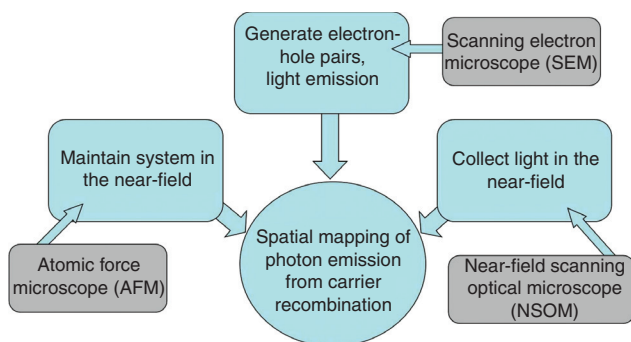 Generate electron-
hole pairs,
light emission
Scanning electron
microscope (SEM)
Maintain system in
the near-field
Collect light in the
near-field
Spatial mapping of
photon emission
from carrier
recombination
Atomic force
microscope (AFM)
Near-field scanning
optical microscope
(NSOM)